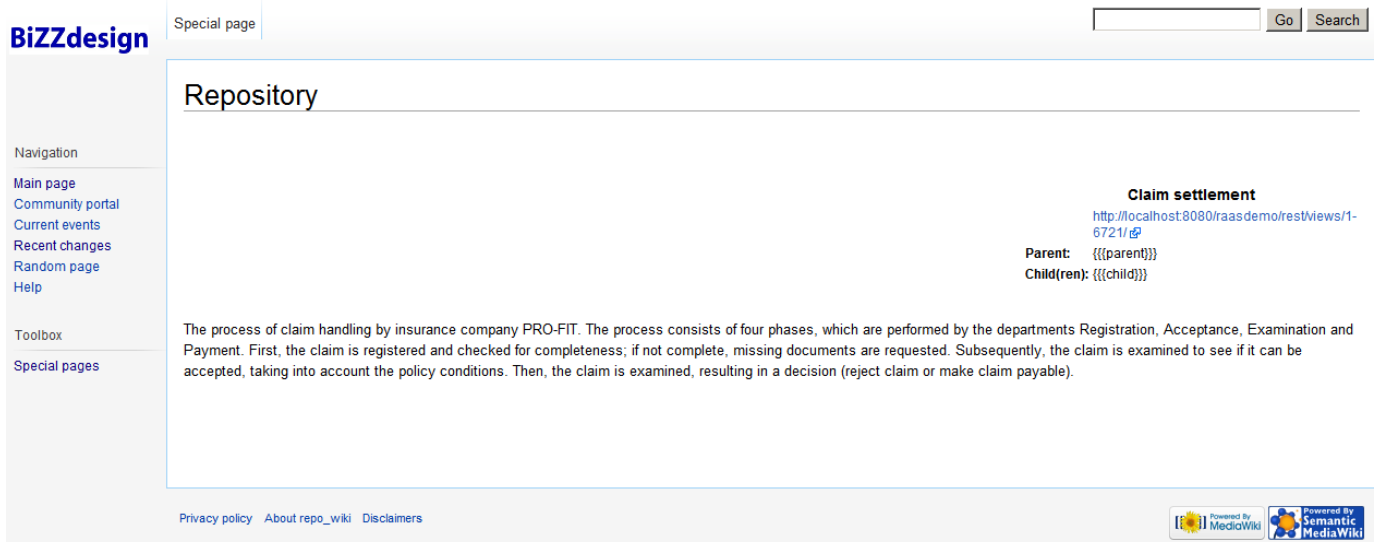 BiZZdesign
Special page
Go
Search
Repository
Navigation
Main page
Community portal
Current events
Recent changes
Random page
Help
Toolbox
Special pages
Claim settlement
http://localhost:8080/raasdemo/rest/views/1-
6721/
Parent: {{{parent}}}
Child(ren): {{{child}}}
The process of claim handling by insurance company PRO-FIT. The process consists of four phases, which are performed by the departments Registration, Acceptance, Examination and
Payment. First, the claim is registered and checked for completeness; if not complete, missing documents are requested. Subsequently, the claim is examined to see if it can be
accepted, taking into account the policy conditions. Then, the claim is examined, resulting in a decision (reject claim or make claim payable).
Privacy policy About repo_wiki Disclaimers
Powered By
MediaWiki
Powered By
Semantic
MediaWiki